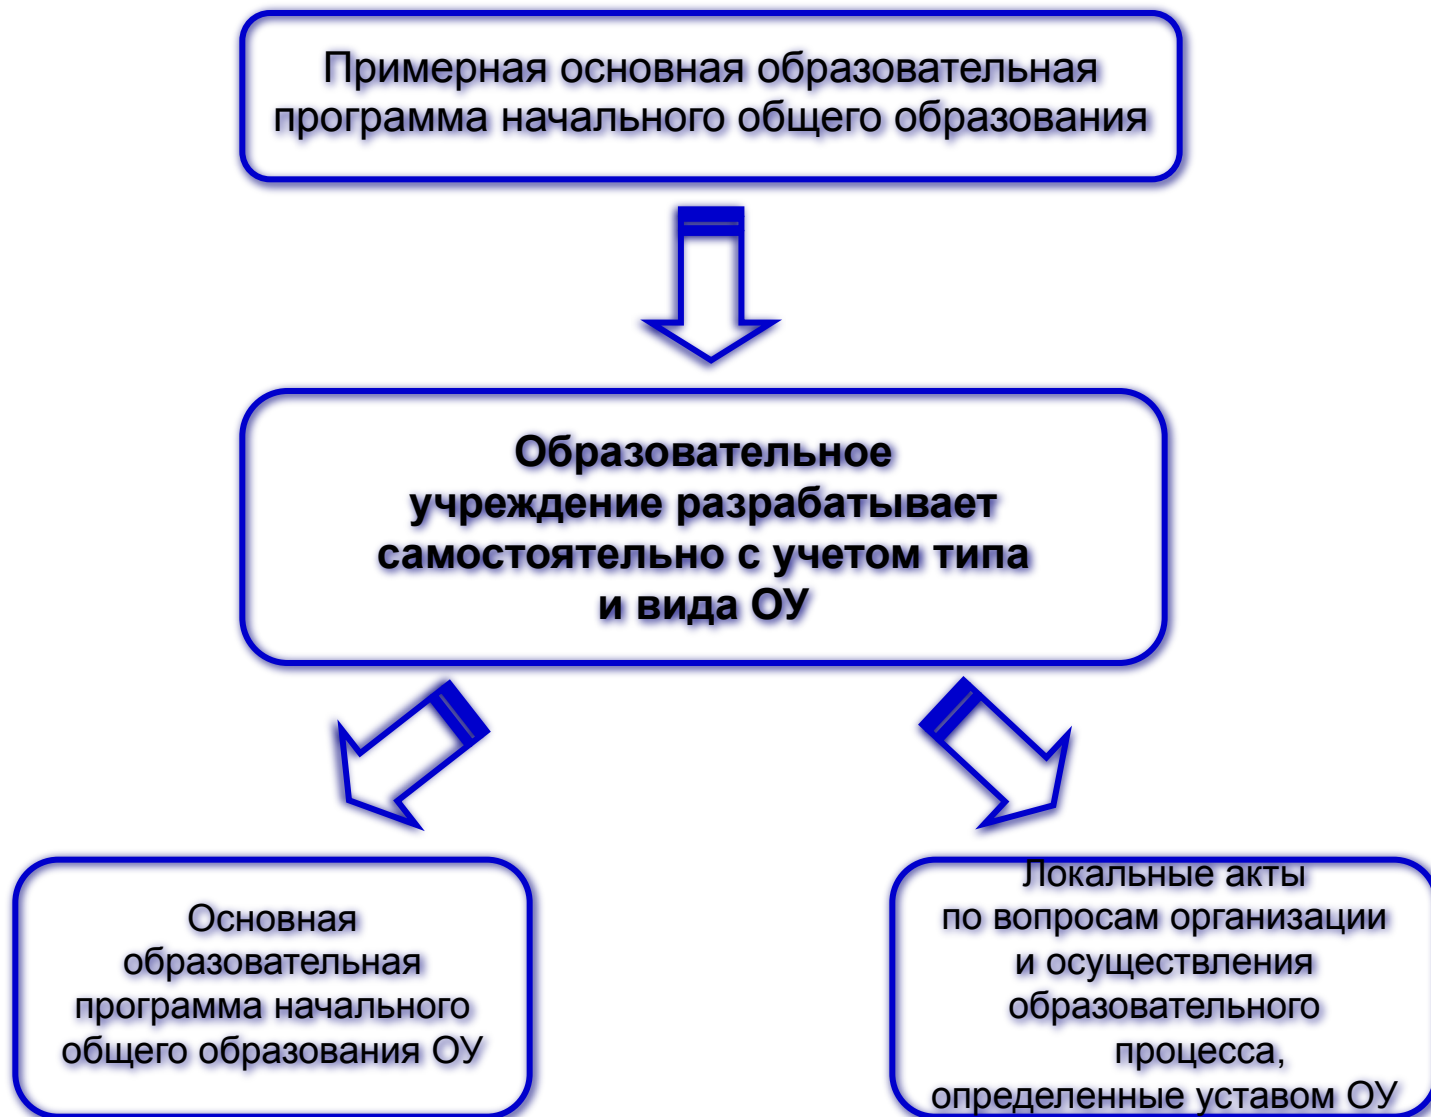 Примерная основная образовательная
программа начального общего образования
Образовательное
учреждение разрабатывает
самостоятельно с учетом типа
и вида ОУ
Основная
образовательная
программа начального
общего образования ОУ
Локальные акты
по вопросам организации
и осуществления
образовательного
процесса,
определенные уставом ОУ